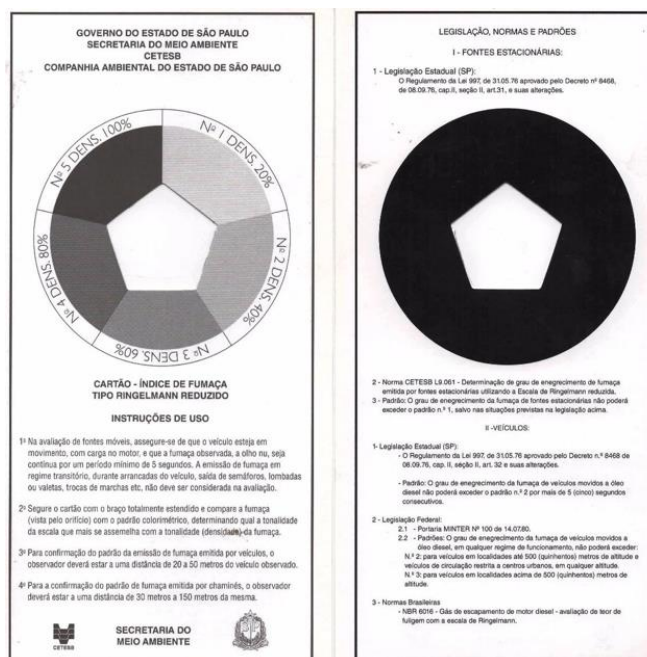 GOVERNO DO ESTADO DE SÃO PAULO
SECRETARIA DO MEIO AMBIENTE
CETESB
COMPANHIA AMBIENTAL DO ESTADO DE SÃO PAULO
Nº 1 DENS. 20%
Nº 2 DENS. 40%
Nº 3 DENS. 60%
Nº 4 DENS. 80%
Nº 5 DENS. 100%
CARTÃO - ÍNDICE DE FUMAÇA
TIPO RINGELMANN REDUZIDO
INSTRUÇÕES DE USO
1º Na avaliação de fontes móveis, assegure-se de que o veículo esteja em
movimento, com carga no motor, e que a fumaça observada, a olho nu, seja
contínua por um período mínimo de 5 segundos. A emissão de fumaça em
regime transitório, durante arrancadas do veículo, saída de semáforos, lombadas
ou valetas, trocas de marchas etc. não deve ser considerada na avaliação.
2º Segure o cartão com o braço totalmente estendido e compare a fumaça
(vista pelo orifício) com o padrão colorimétrico, determinando qual a tonalidade
da escala que mais se assemelha com a tonalidade (densidade) da fumaça.
3º Para confirmação do padrão da emissão de fumaça emitida por veículos, o
observador deverá estar a uma distância de 20 a 50 metros do veículo observado.
4º Para a confirmação do padrão de fumaça emitida por chaminés, o observador
deverá estar a uma distância de 30 metros a 150 metros da mesma.
CETESB
SECRETARIA DO
MEIO AMBIENTE
LEGISLAÇÃO, NORMAS E PADRÕES
I - FONTES ESTACIONÁRIAS:
1 - Legislação Estadual (SP):
O Regulamento da Lei 997, de 31.05.76 aprovado pelo Decreto nº 8468,
de 08.09.76, cap.II, seção II, art.31, e suas alterações.
2 - Norma CETESB L9.061 - Determinação de grau de enegrecimento de fumaça
emitida por fontes estacionárias utilizando a Escala de Ringelmann reduzida.
3 - Padrão: O grau de enegrecimento da fumaça de fontes estacionárias não poderá
exceder o padrão n.º 1, salvo nas situações previstas na legislação acima.
II -VEÍCULOS:
1- Legislação Estadual (SP):
- O Regulamento da Lei 997, de 31.05.76 aprovado pelo Decreto n.º 8468 de
08.09.76, cap. II, seção II, art. 32 e suas alterações.
- Padrão: O grau de enegrecimento da fumaça de veículos movidos a óleo
diesel não poderá exceder o padrão n.º 2 por mais de 5 (cinco) segundos
consecutivos.
2 - Legislação Federal:
2.1 - Portaria MINTER Nº 100 de 14.07.80.
2.2 - Padrões: O grau de enegrecimento da fumaça de veículos movidos a
óleo diesel, em qualquer regime de funcionamento, não poderá exceder:
N.º 2: para veículos em localidades até 500 (quinhentos) metros de altitude e
veículos de circulação restrita a centros urbanos, em qualquer altitude.
N.º 3: para veículos em localidades acima de 500 (quinhentos) metros de
altitude.
3 - Normas Brasileiras
- NBR 6016 - Gás de escapamento de motor diesel - avaliação de teor de
fuligem com a escala de Ringelmann.